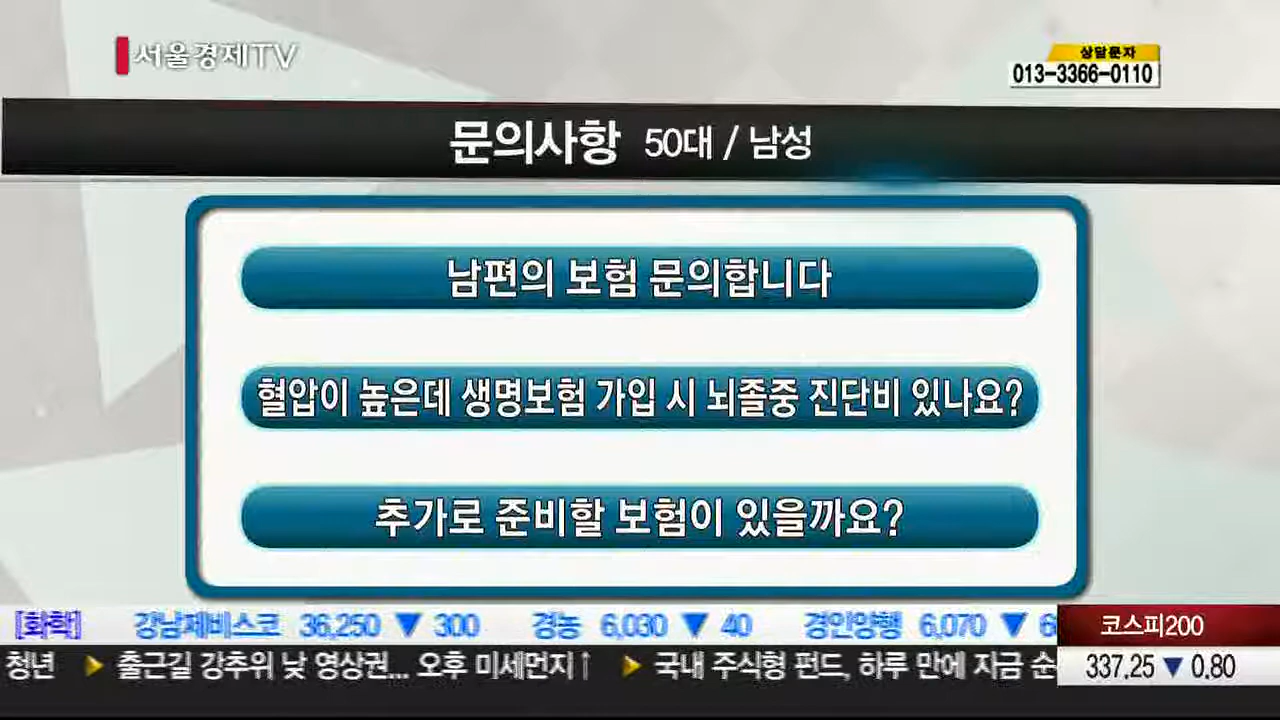 서울경제TV
상담문자
013-3366-0110
문의사항 50대 / 남성
남편의 보험 문의합니다
혈압이 높은데 생명보험 가입 시 뇌졸중 진단비 있나요?
추가로 준비할 보험이 있을까요?
[화학] 강남제비스코 36,250 ▼ 300 경농 6,030 ▼ 40 경인양행 6,070 ▼
코스피200
청년 ▶ 출근길 강추위 낮 영상권... 오후 미세먼지↑ ▶ 국내 주식형 펀드, 하루 만에 자금 순
337.25 ▼ 0.80